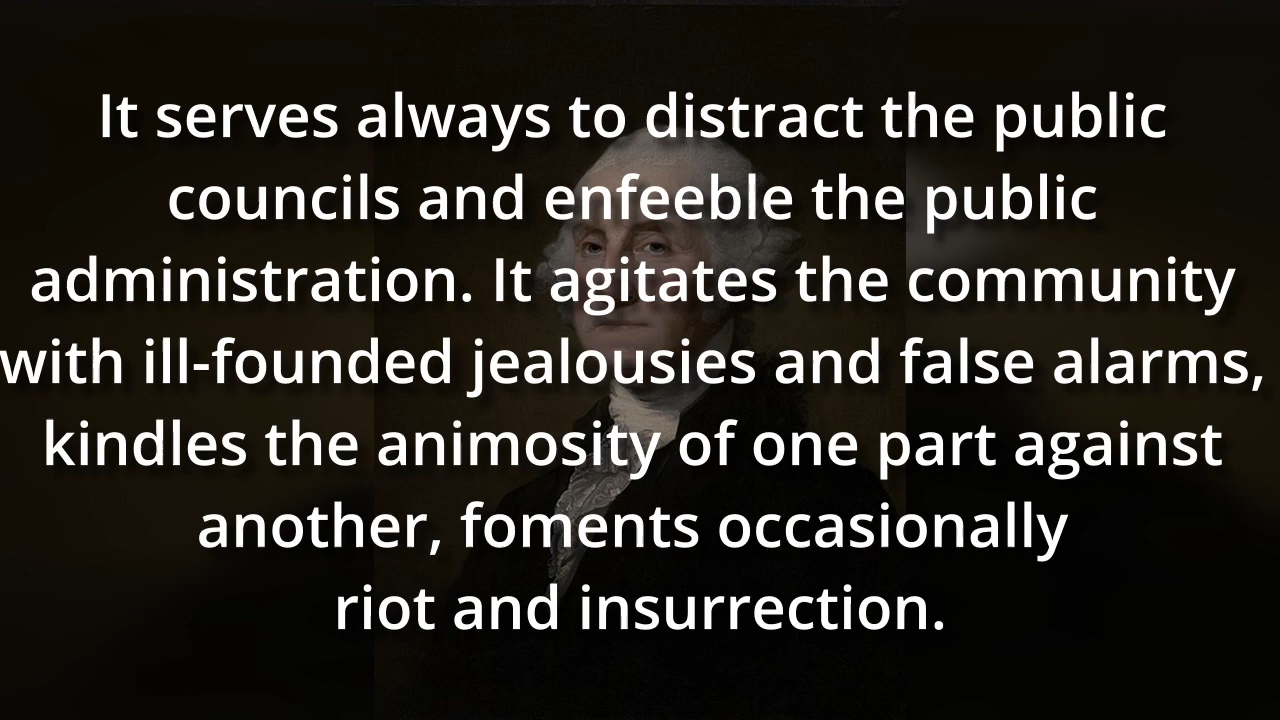 It serves always to distract the public
councils and enfeeble the public
administration. It agitates the community
with ill-founded jealousies and false alarms,
kindles the animosity of one part against
another, foments occasionally
riot and insurrection.